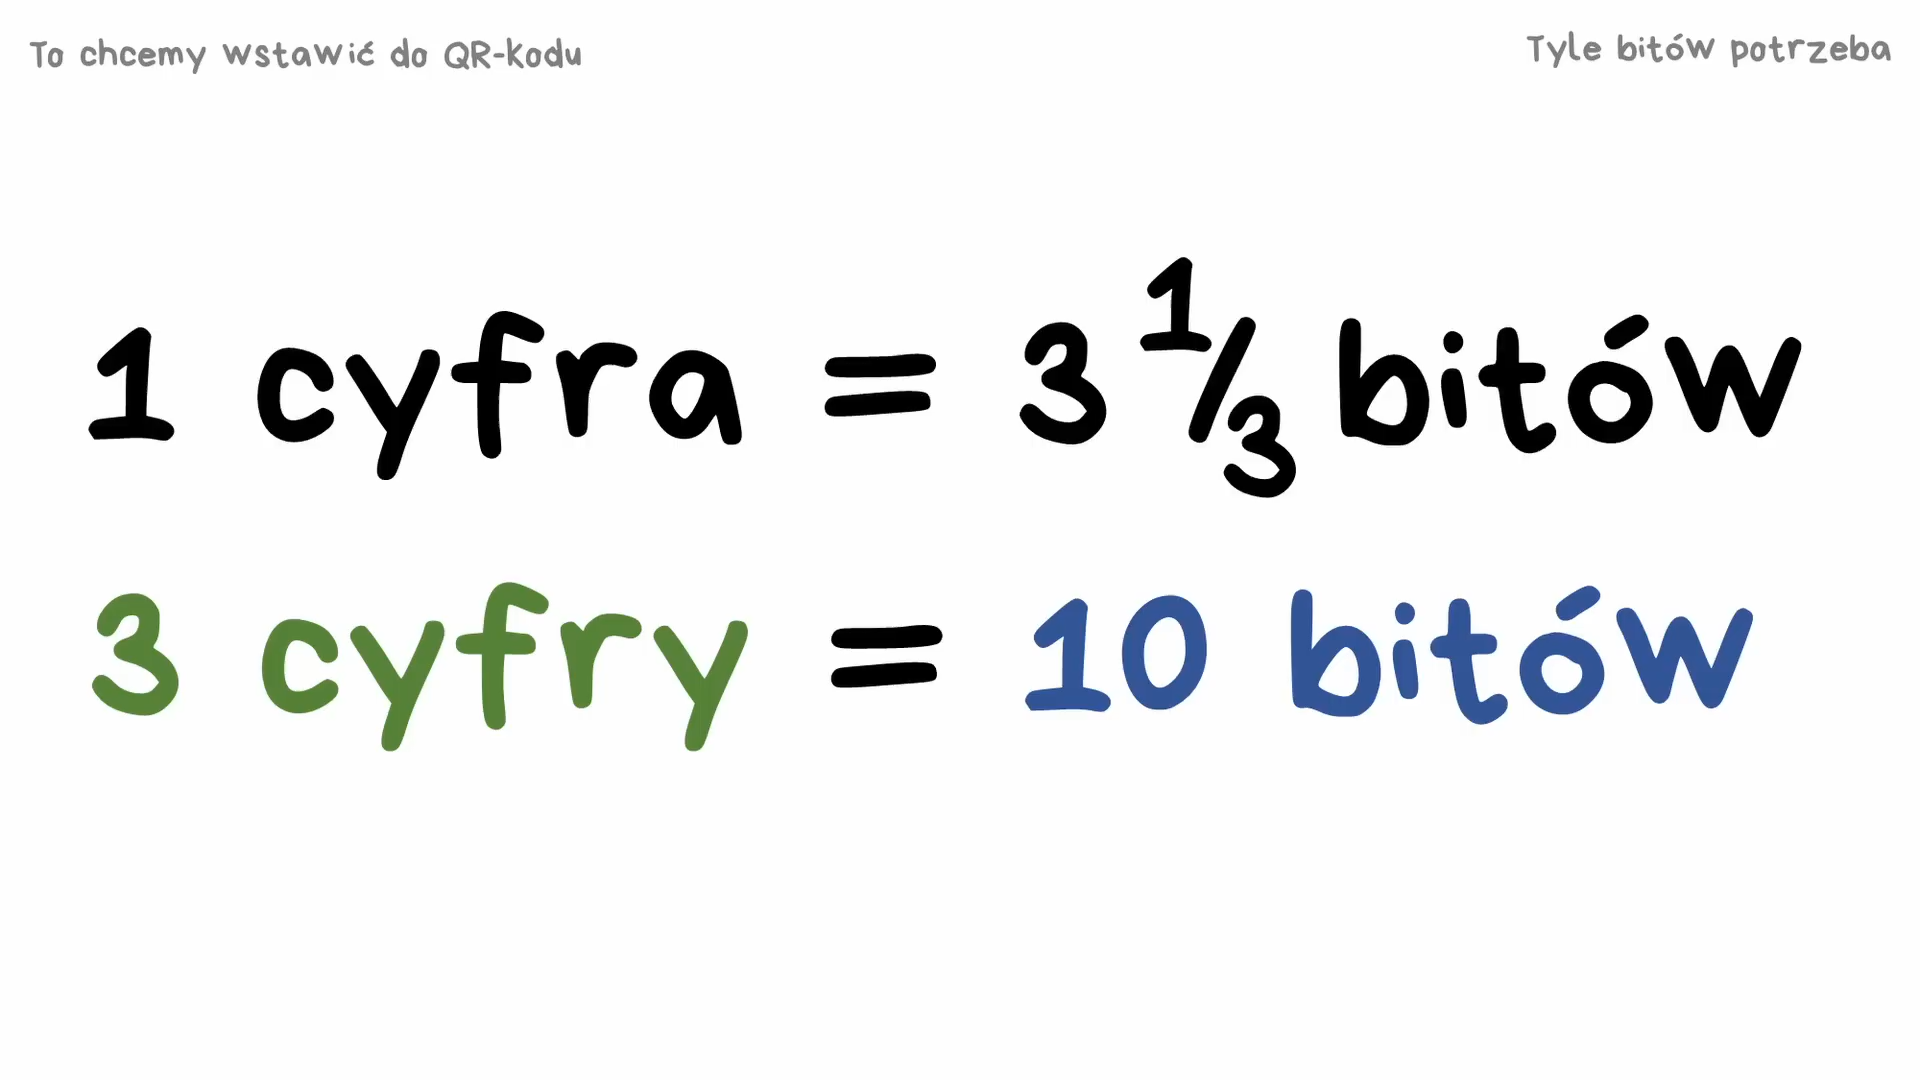 To chcemy wstawić do QR-kodu
Tyle bitów potrzeba
1 cyfra = 3 1/3 bitów
3 cyfry = 10 bitów